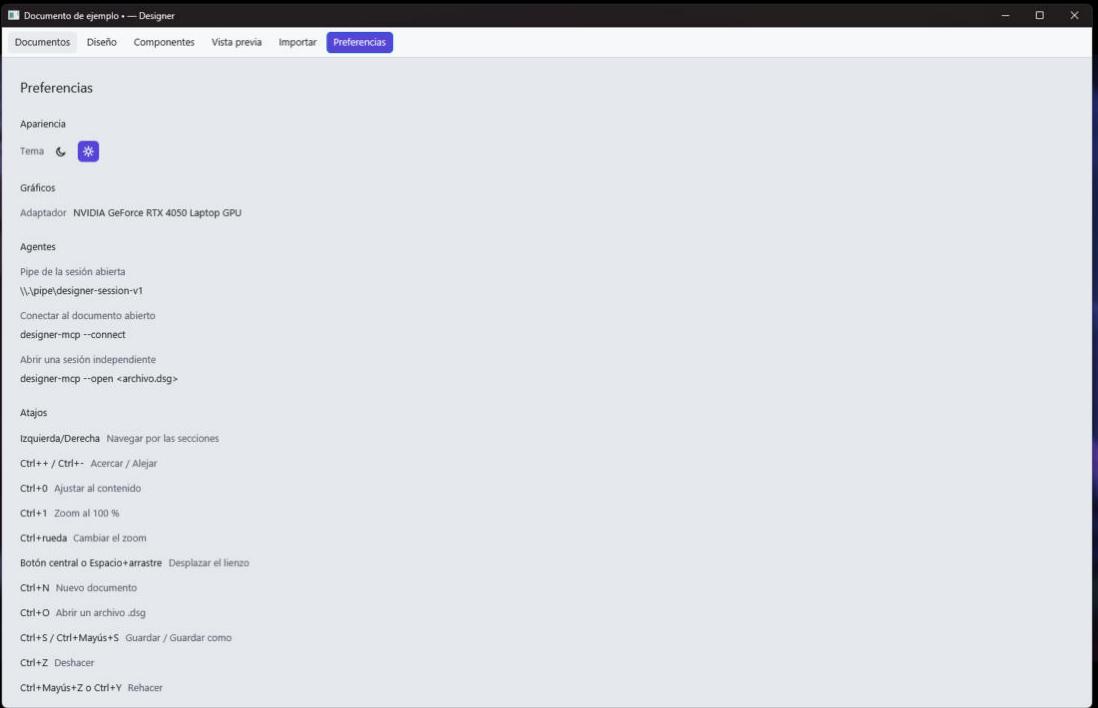 Documento de ejemplo • — Designer
Documentos Diseño Componentes Vista previa Importar Preferencias
Preferencias
Apariencia
Tema
Gráficos
Adaptador NVIDIA GeForce RTX 4050 Laptop GPU
Agentes
Pipe de la sesión abierta
\\.\pipe\designer-session-v1
Conectar al documento abierto
designer-mcp --connect
Abrir una sesión independiente
designer-mcp --open <archivo.dsg>
Atajos
Izquierda/Derecha Navegar por las secciones
Ctrl++ / Ctrl+- Acercar / Alejar
Ctrl+0 Ajustar al contenido
Ctrl+1 Zoom al 100 %
Ctrl+rueda Cambiar el zoom
Botón central o Espacio+arrastre Desplazar el lienzo
Ctrl+N Nuevo documento
Ctrl+O Abrir un archivo .dsg
Ctrl+S / Ctrl+Mayús+S Guardar / Guardar como
Ctrl+Z Deshacer
Ctrl+Mayús+Z o Ctrl+Y Rehacer